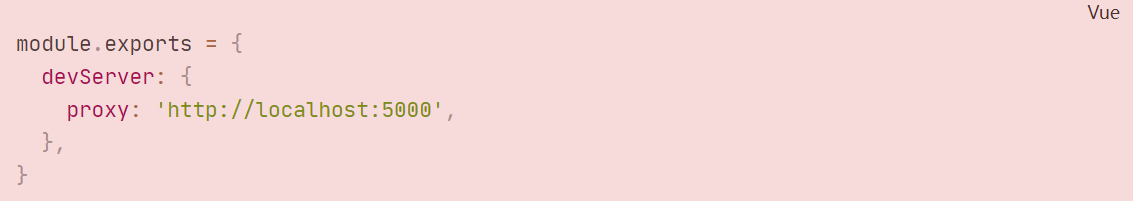 Vue
module.exports = {
  devServer: {
    proxy: 'http://localhost:5000',
  },
}